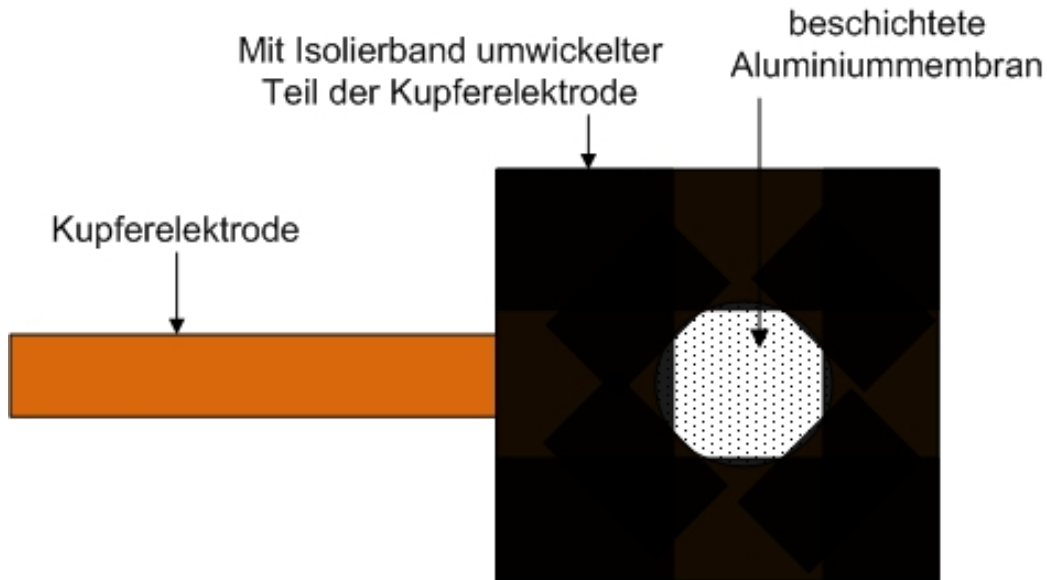 beschichtete
Aluminiummembran
Mit Isolierband umwickelter
Teil der Kupferelektrode
Kupferelektrode